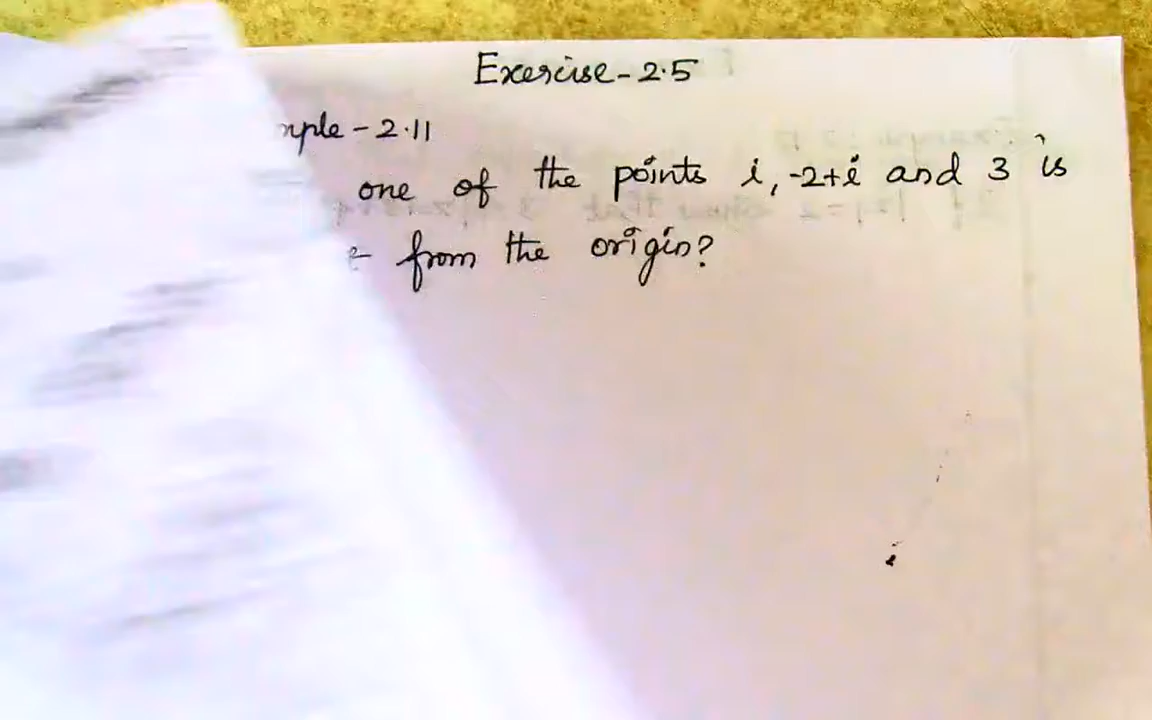 Exercise - 2.5
mple - 2.11
one of the points i, -2+i and 3 is
from the origin?